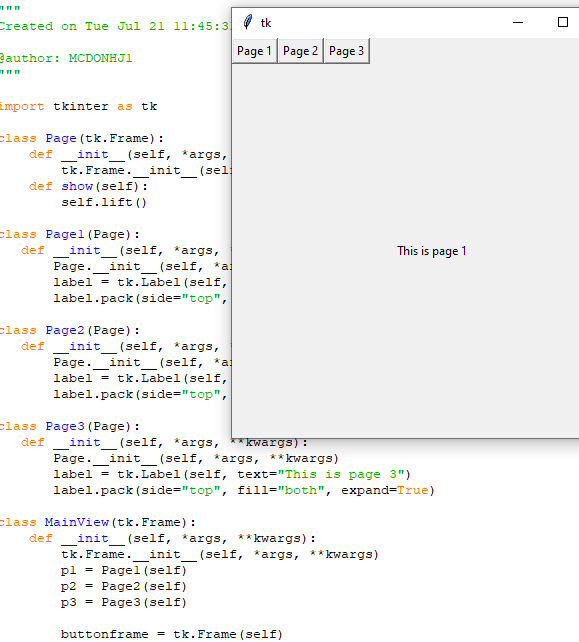 """
Created on Tue Jul 21 11:45:3
@author: MCDONHJ1
"""
import tkinter as tk
class Page(tk.Frame):
    def __init__(self, *args,
        tk.Frame.__init__(sel
    def show(self):
        self.lift()
class Page1(Page):
   def __init__(self, *args, *
       Page.__init__(self, *a
       label = tk.Label(self,
       label.pack(side="top",
class Page2(Page):
   def __init__(self, *args, *
       Page.__init__(self, *a
       label = tk.Label(self,
       label.pack(side="top",
class Page3(Page):
   def __init__(self, *args, **kwargs):
       Page.__init__(self, *args, **kwargs)
       label = tk.Label(self, text="This is page 3")
       label.pack(side="top", fill="both", expand=True)
class MainView(tk.Frame):
    def __init__(self, *args, **kwargs):
        tk.Frame.__init__(self, *args, **kwargs)
        p1 = Page1(self)
        p2 = Page2(self)
        p3 = Page3(self)
        buttonframe = tk.Frame(self)
tk
Page 1 Page 2 Page 3
This is page 1